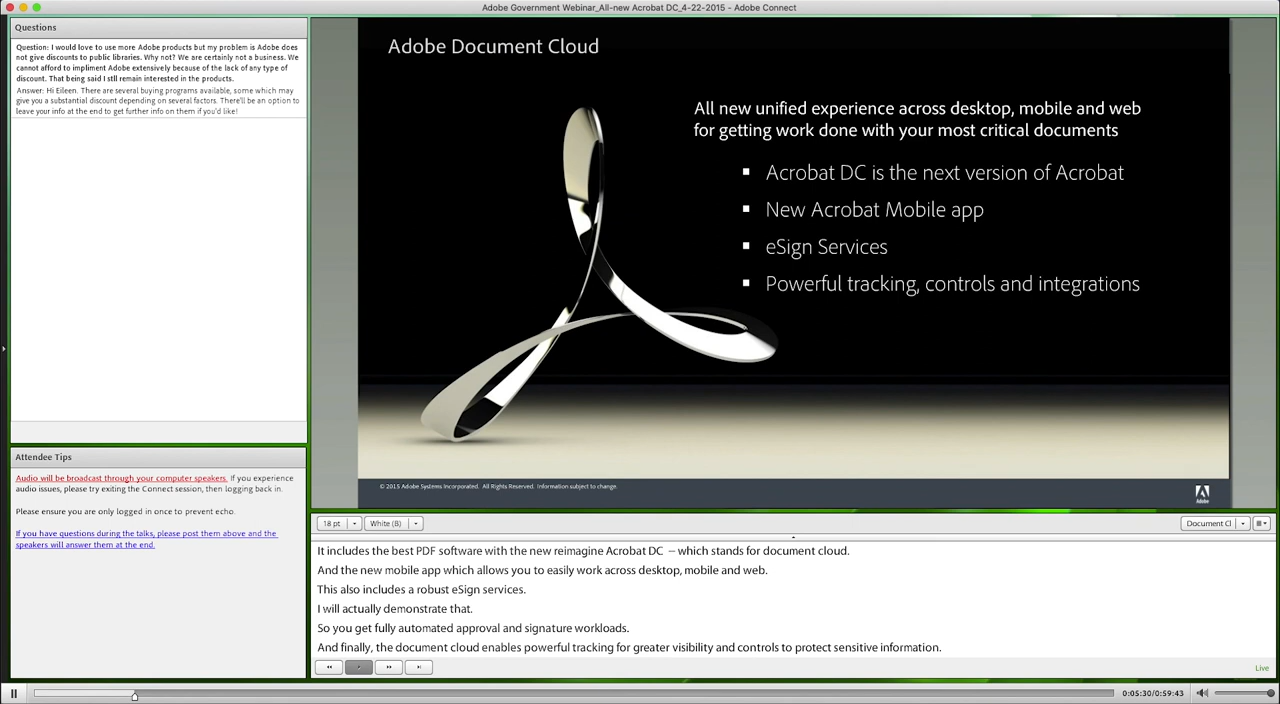 Adobe Government Webinar_All-new Acrobat DC_4-22-2015 - Adobe Connect
Questions
Question: I would love to use more Adobe products but my problem is Adobe does
not give discounts to public libraries. Why not? We are certainly not a business. We
cannot afford to impliment Adobe extensively because of the lack of any type of
discount. That being said I stll remain interested in the products.
Answer: Hi Eileen. There are several buying programs available, some which may
give you a substantial discount depending on several factors. There'll be an option to
leave your info at the end to get further info on them if you'd like!
Attendee Tips
Audio will be broadcast through your computer speakers. If you experience
audio issues, please try exiting the Connect session, then logging back in.
Please ensure you are only logged in once to prevent echo.
If you have questions during the talks, please post them above and the
speakers will answer them at the end.
Adobe Document Cloud
All new unified experience across desktop, mobile and web
for getting work done with your most critical documents
Acrobat DC is the next version of Acrobat
New Acrobat Mobile app
eSign Services
Powerful tracking, controls and integrations
© 2015 Adobe Systems Incorporated. All Rights Reserved. Information subject to change.
Adobe
18 pt
White (B)
Document Cl
It includes the best PDF software with the new reimagine Acrobat DC -- which stands for document cloud.
And the new mobile app which allows you to easily work across desktop, mobile and web.
This also includes a robust eSign services.
I will actually demonstrate that.
So you get fully automated approval and signature workloads.
And finally, the document cloud enables powerful tracking for greater visibility and controls to protect sensitive information.
Live
0:05:30/0:59:43